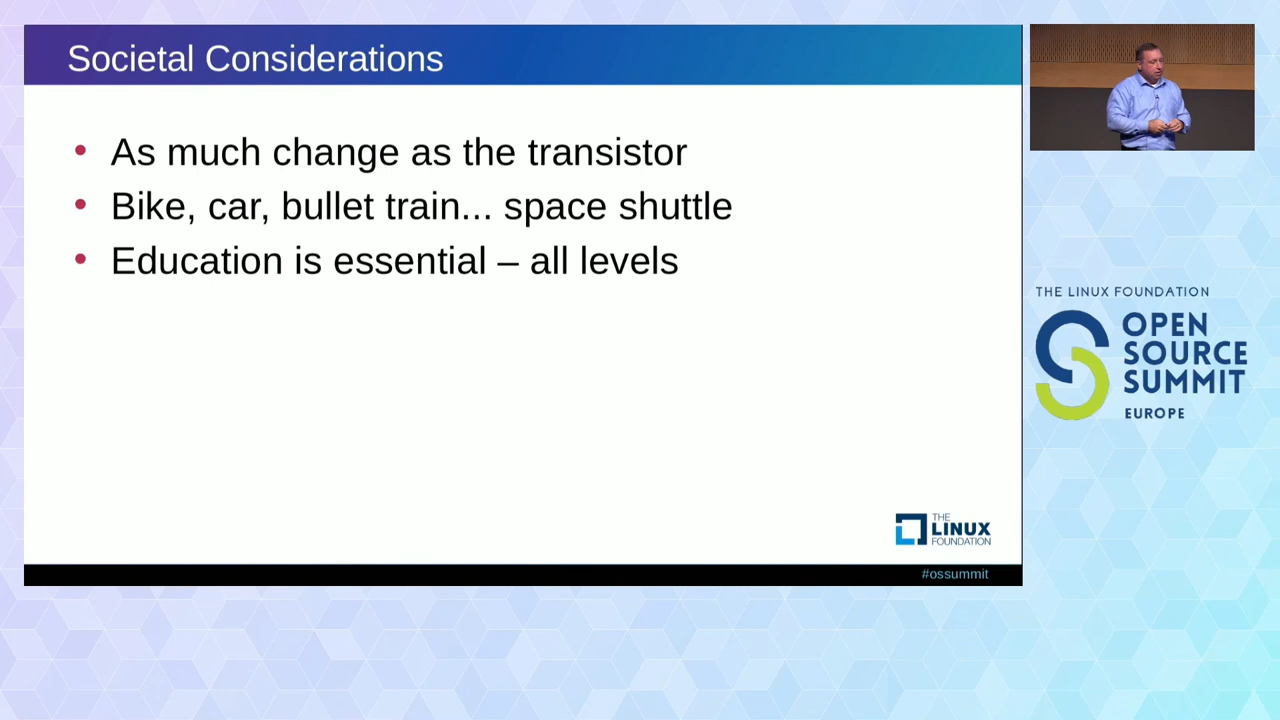 Societal Considerations
• As much change as the transistor
• Bike, car, bullet train... space shuttle
• Education is essential – all levels
THE
LINUX
FOUNDATION
#ossummit
THE LINUX FOUNDATION
OPEN
SOURCE
SUMMIT
EUROPE